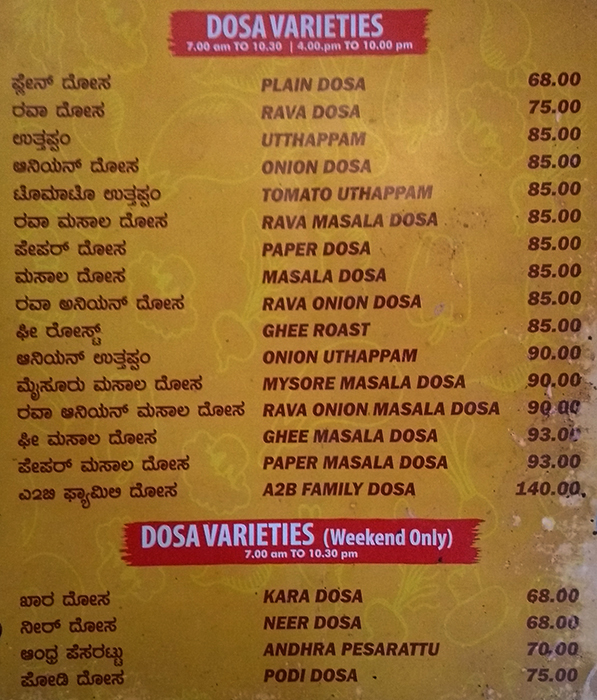 DOSA VARIETIES
7.00 am TO 10.30 | 4.00.pm TO 10.00 pm
ಪ್ಲೇನ್ ದೋಸ PLAIN DOSA 68.00
ರವಾ ದೋಸ RAVA DOSA 75.00
ಉತ್ತಪ್ಪಂ UTTHAPPAM 85.00
ಆನಿಯನ್ ದೋಸ ONION DOSA 85.00
ಟೊಮಾಟೊ ಉತ್ತಪ್ಪಂ TOMATO UTHAPPAM 85.00
ರವಾ ಮಸಾಲ ದೋಸ RAVA MASALA DOSA 85.00
ಪೇಪರ್ ದೋಸ PAPER DOSA 85.00
ಮಸಾಲ ದೋಸ MASALA DOSA 85.00
ರವಾ ಅನಿಯನ್ ದೋಸ RAVA ONION DOSA 85.00
ಘೀ ರೋಸ್ಟ್ GHEE ROAST 85.00
ಆನಿಯನ್ ಉತ್ತಪ್ಪಂ ONION UTHAPPAM 90.00
ಮೈಸೂರು ಮಸಾಲ ದೋಸ MYSORE MASALA DOSA 90.00
ರವಾ ಆನಿಯನ್ ಮಸಾಲ ದೋಸ RAVA ONION MASALA DOSA 90.00
ಘೀ ಮಸಾಲ ದೋಸ GHEE MASALA DOSA 93.00
ಪೇಪರ್ ಮಸಾಲ ದೋಸ PAPER MASALA DOSA 93.00
ಎ೨ಬಿ ಫ್ಯಾಮಿಲಿ ದೋಸ A2B FAMILY DOSA 140.00
DOSA VARIETIES (Weekend Only)
7.00 am TO 10.30 pm
ಖಾರ ದೋಸ KARA DOSA 68.00
ನೀರ್ ದೋಸ NEER DOSA 68.00
ಆಂಧ್ರ ಪೆಸರಟ್ಟು ANDHRA PESARATTU 70.00
ಪೋಡಿ ದೋಸ PODI DOSA 75.00